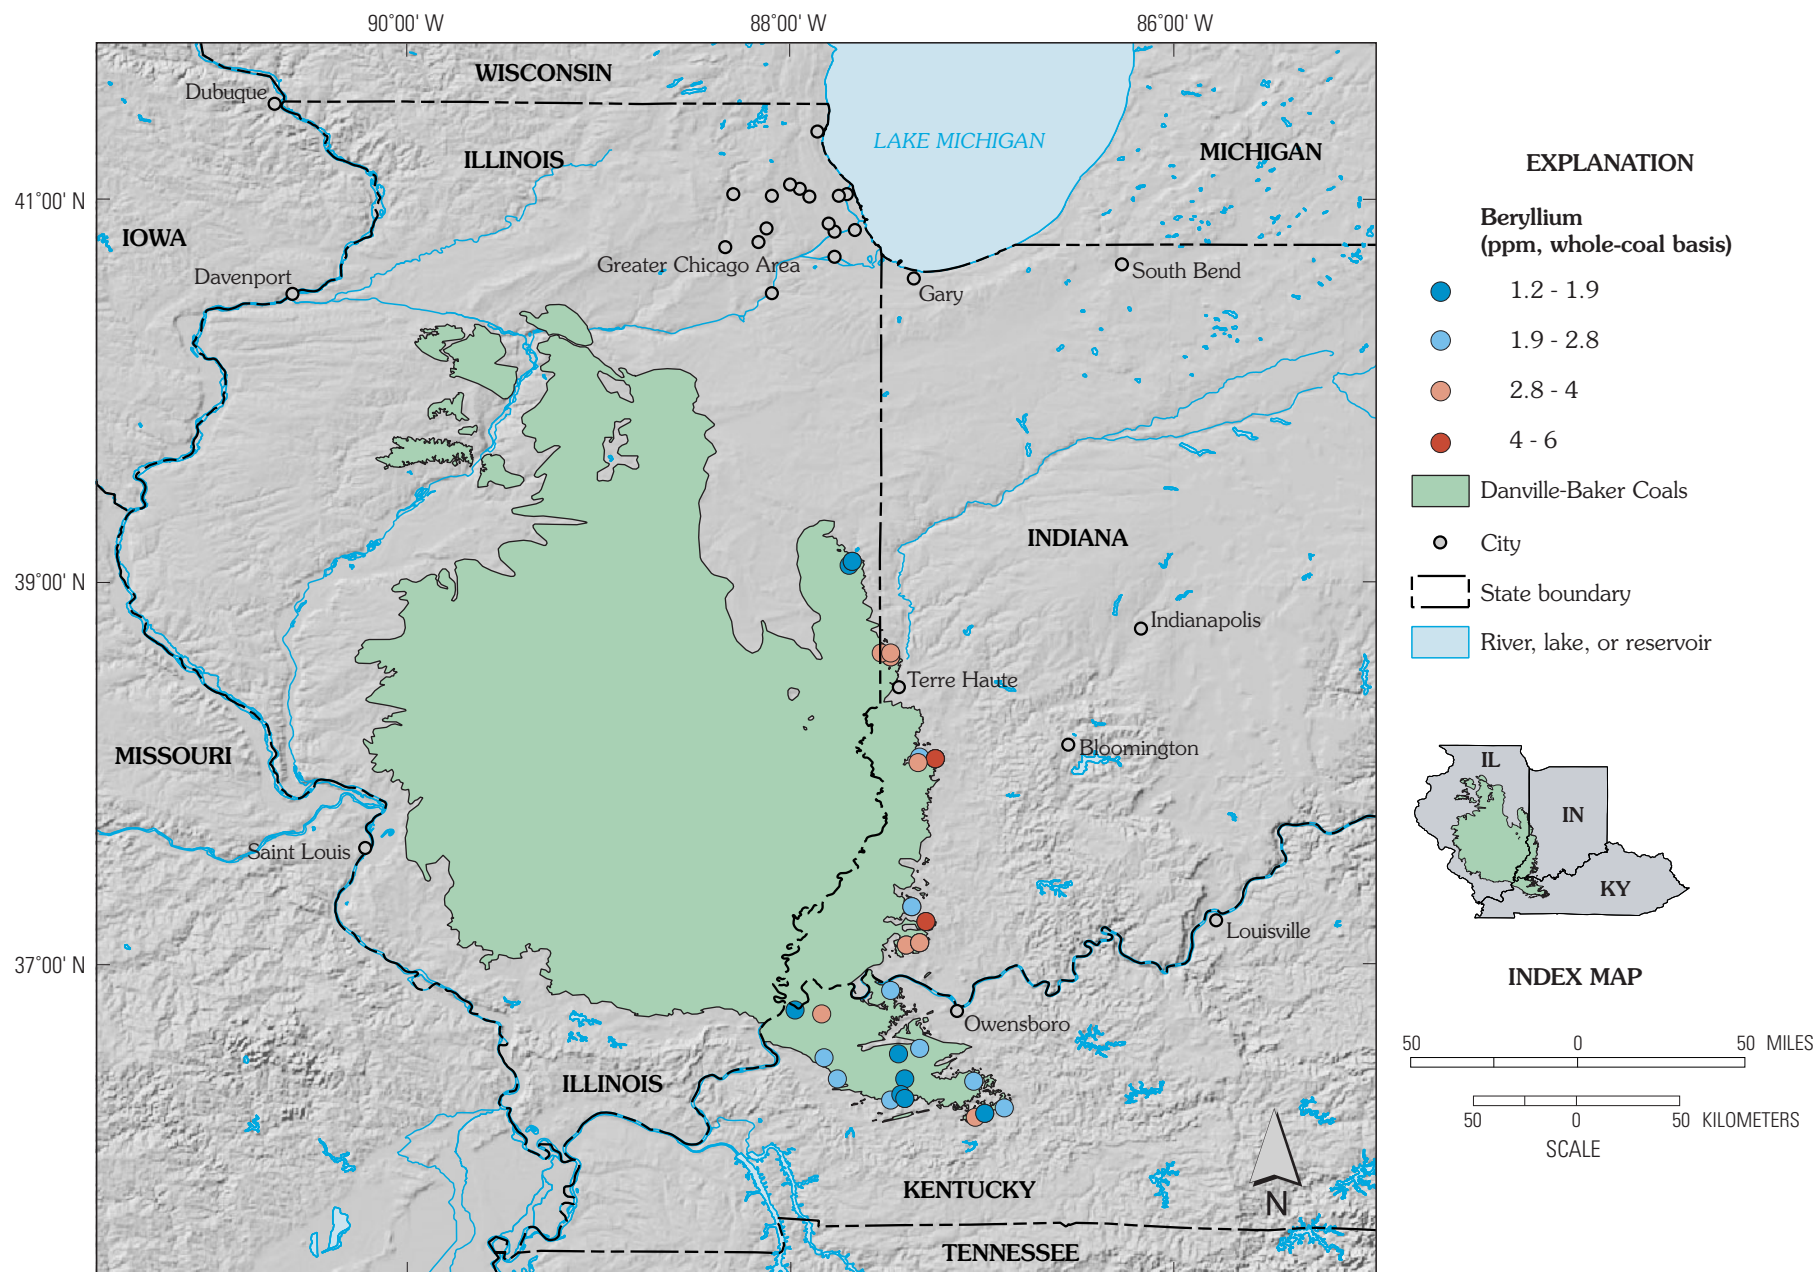 90°00' W
88°00' W
86°00' W
41°00' N
39°00' N
37°00' N
WISCONSIN
Dubuque
ILLINOIS
LAKE MICHIGAN
MICHIGAN
IOWA
Davenport
Greater Chicago Area
Gary
South Bend
INDIANA
Indianapolis
Terre Haute
Bloomington
MISSOURI
Saint Louis
Louisville
Owensboro
ILLINOIS
KENTUCKY
TENNESSEE
N
EXPLANATION
Beryllium
(ppm, whole-coal basis)
1.2 - 1.9
1.9 - 2.8
2.8 - 4
4 - 6
Danville-Baker Coals
City
State boundary
River, lake, or reservoir
IL
IN
KY
INDEX MAP
50 0 50 MILES
50 0 50 KILOMETERS
SCALE